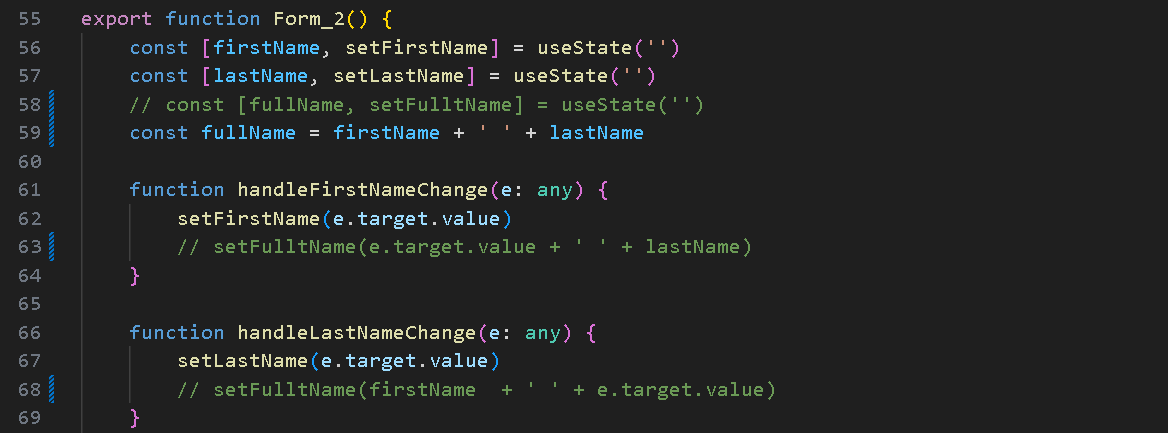 55 export function Form_2() {
56 const [firstName, setFirstName] = useState('')
57 const [lastName, setLastName] = useState('')
58 // const [fullName, setFulltName] = useState('')
59 const fullName = firstName + ' ' + lastName
60
61 function handleFirstNameChange(e: any) {
62 setFirstName(e.target.value)
63 // setFulltName(e.target.value + ' ' + lastName)
64 }
65
66 function handleLastNameChange(e: any) {
67 setLastName(e.target.value)
68 // setFulltName(firstName  + ' ' + e.target.value)
69 }